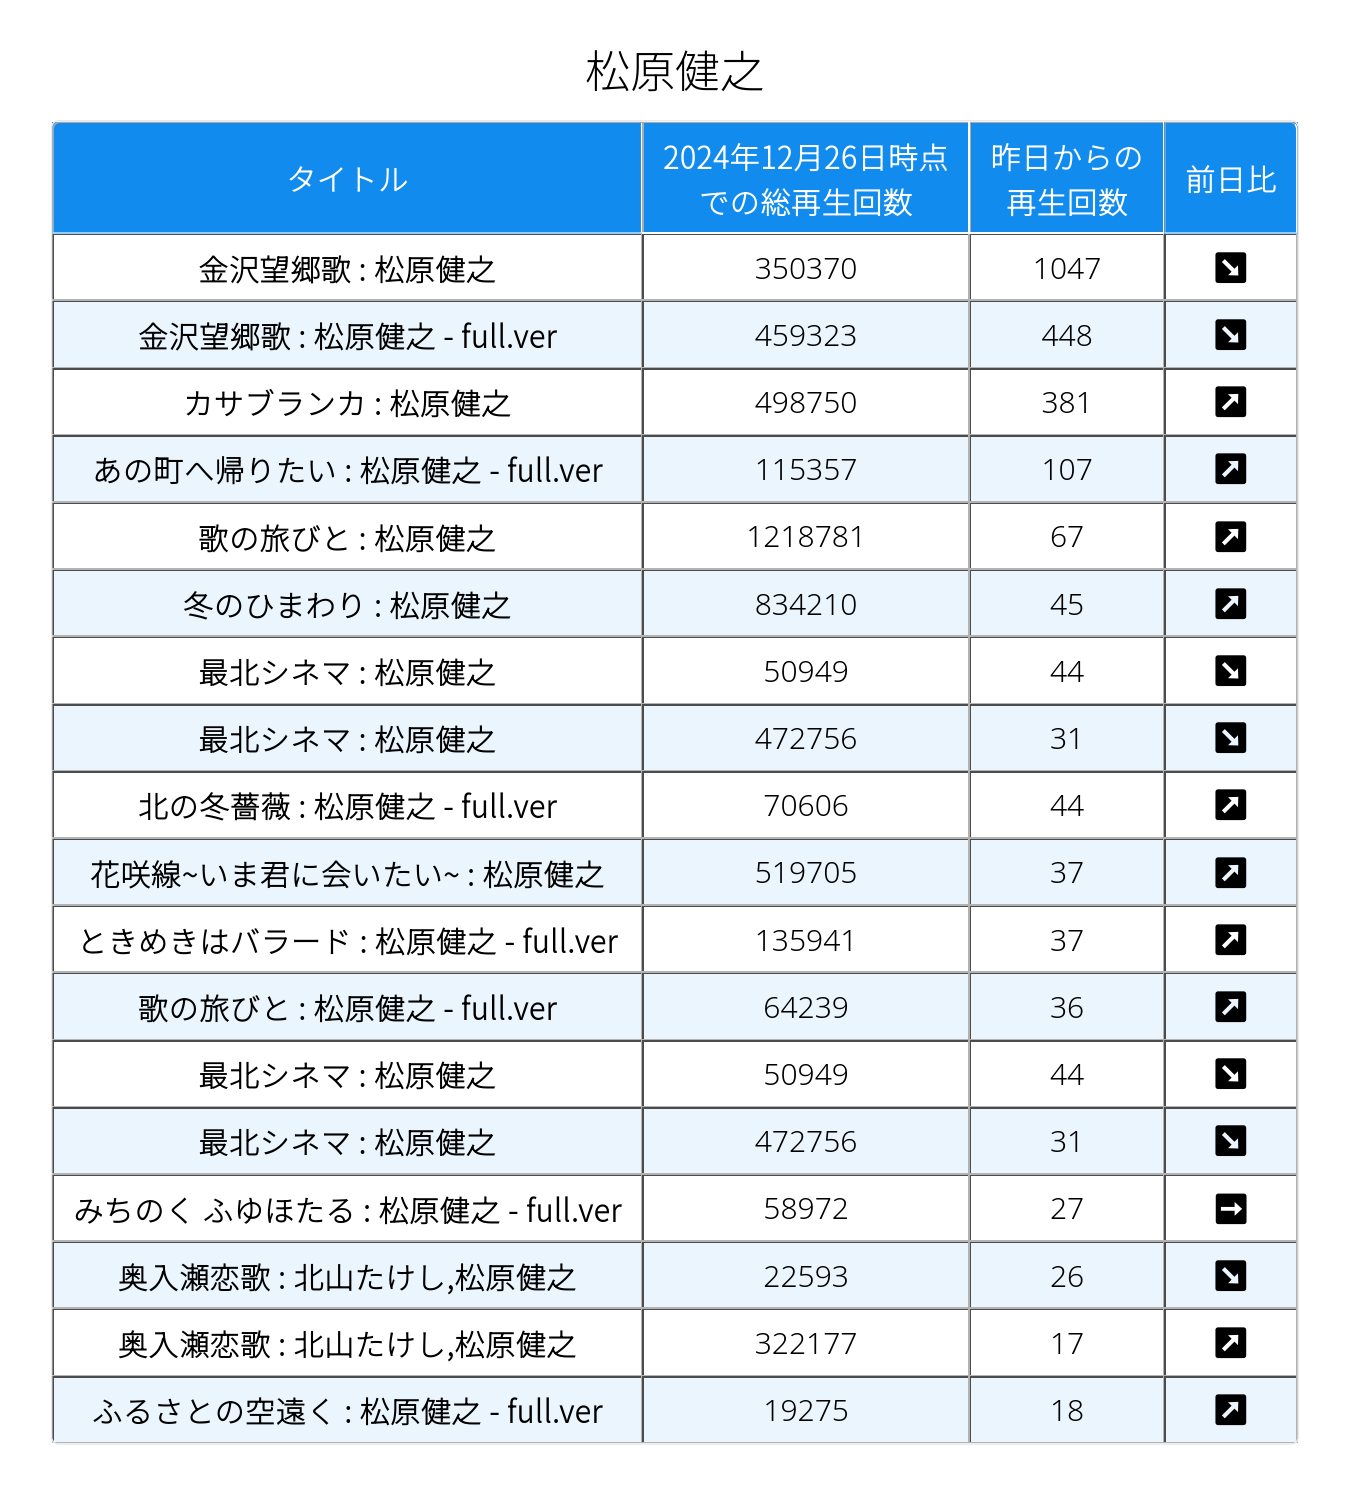 松原健之
タイトル 2024年12月26日時点 昨日からの 前日比
での総再生回数 再生回数
金沢望郷歌 : 松原健之 350370 1047 ↘
金沢望郷歌 : 松原健之 - full.ver 459323 448 ↘
カサブランカ : 松原健之 498750 381 ↗
あの町へ帰りたい : 松原健之 - full.ver 115357 107 ↗
歌の旅びと : 松原健之 1218781 67 ↗
冬のひまわり : 松原健之 834210 45 ↗
最北シネマ : 松原健之 50949 44 ↘
最北シネマ : 松原健之 472756 31 ↘
北の冬薔薇 : 松原健之 - full.ver 70606 44 ↗
花咲線~いま君に会いたい~ : 松原健之 519705 37 ↗
ときめきはバラード : 松原健之 - full.ver 135941 37 ↗
歌の旅びと : 松原健之 - full.ver 64239 36 ↗
最北シネマ : 松原健之 50949 44 ↘
最北シネマ : 松原健之 472756 31 ↘
みちのく ふゆほたる : 松原健之 - full.ver 58972 27 →
奥入瀬恋歌 : 北山たけし,松原健之 22593 26 ↘
奥入瀬恋歌 : 北山たけし,松原健之 322177 17 ↗
ふるさとの空遠く : 松原健之 - full.ver 19275 18 ↗